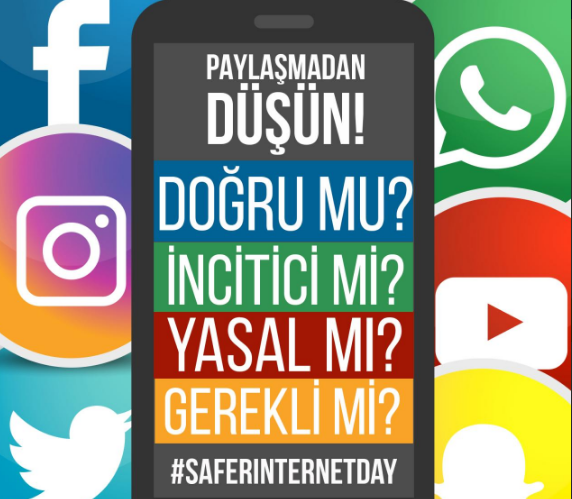 PAYLAŞMADAN
DÜŞÜN!
DOĞRU MU?
İNCİTİCİ Mİ?
YASAL MI?
GEREKLİ Mİ?
#SAFERINTERNETDAY